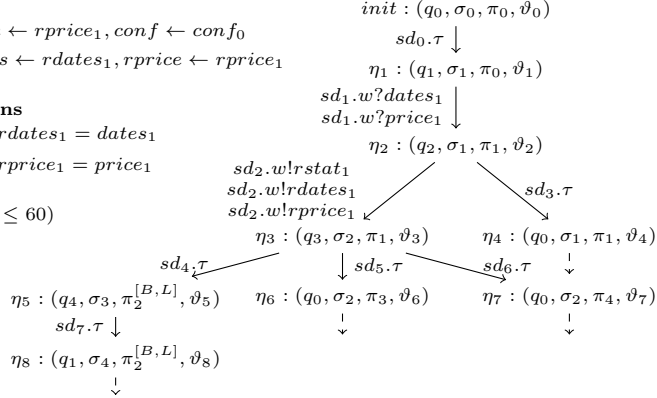 init : (q₀, σ₀, π₀, ϑ₀)
← rprice₁, conf ← conf₀
sd₀.τ
← rdates₁, rprice ← rprice₁
η₁ : (q₁, σ₁, π₀, ϑ₁)
sd₁.w?dates₁
sd₁.w?price₁
rdates₁ = dates₁
η₂ : (q₂, σ₁, π₁, ϑ₂)
rprice₁ = price₁
sd₂.w!rstat₁
sd₂.w!rdates₁
sd₃.τ
≤ 60)
sd₂.w!rprice₁
η₃ : (q₃, σ₂, π₁, ϑ₃)
η₄ : (q₀, σ₁, π₁, ϑ₄)
sd₄.τ
sd₅.τ
sd₆.τ
η₅ : (q₄, σ₃, π₂^[B,L], ϑ₅)
η₆ : (q₀, σ₂, π₃, ϑ₆)
η₇ : (q₀, σ₂, π₄, ϑ₇)
sd₇.τ
η₈ : (q₁, σ₄, π₂^[B,L], ϑ₈)